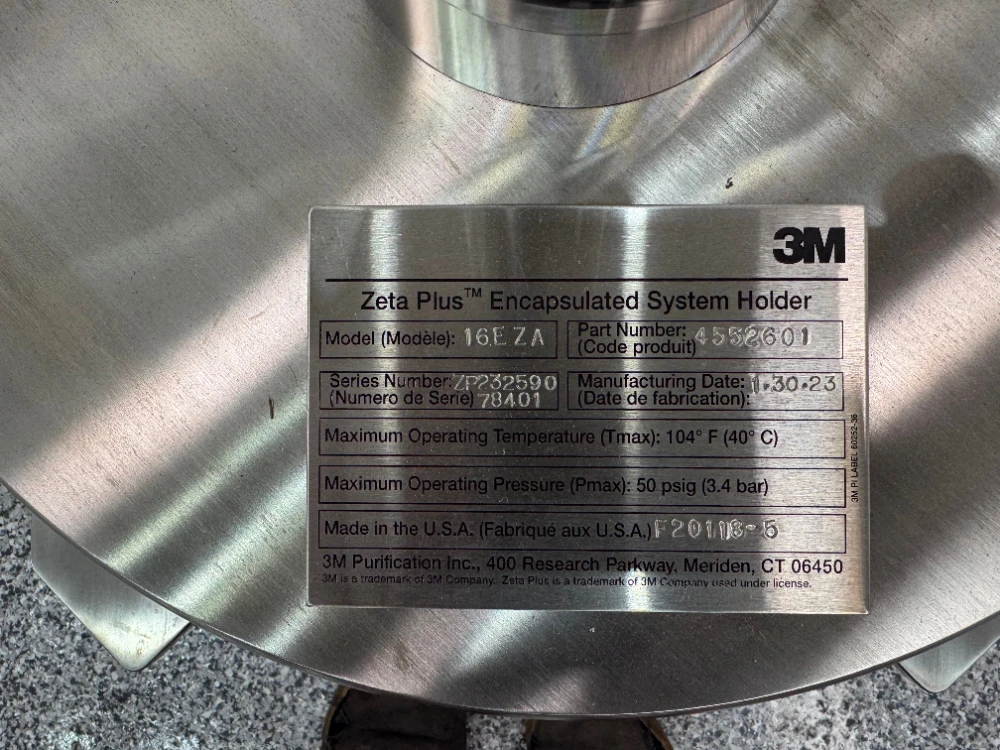 3M
Zeta Plus™ Encapsulated System Holder
Model (Modèle): 16EZA
Part Number: 4552601
(Code produit)
Series Number: ZP232590
(Numero de Serie) 78401
Manufacturing Date: 1.30.23
(Date de fabrication):
Maximum Operating Temperature (Tmax): 104° F (40° C)
Maximum Operating Pressure (Pmax): 50 psig (3.4 bar)
Made in the U.S.A. (Fabriqué aux U.S.A.)
3M Purification Inc., 400 Research Parkway, Meriden, CT 06450
3M is a trademark of 3M Company. Zeta Plus is a trademark of 3M Company used under license.
3M PI LABEL 60252-36